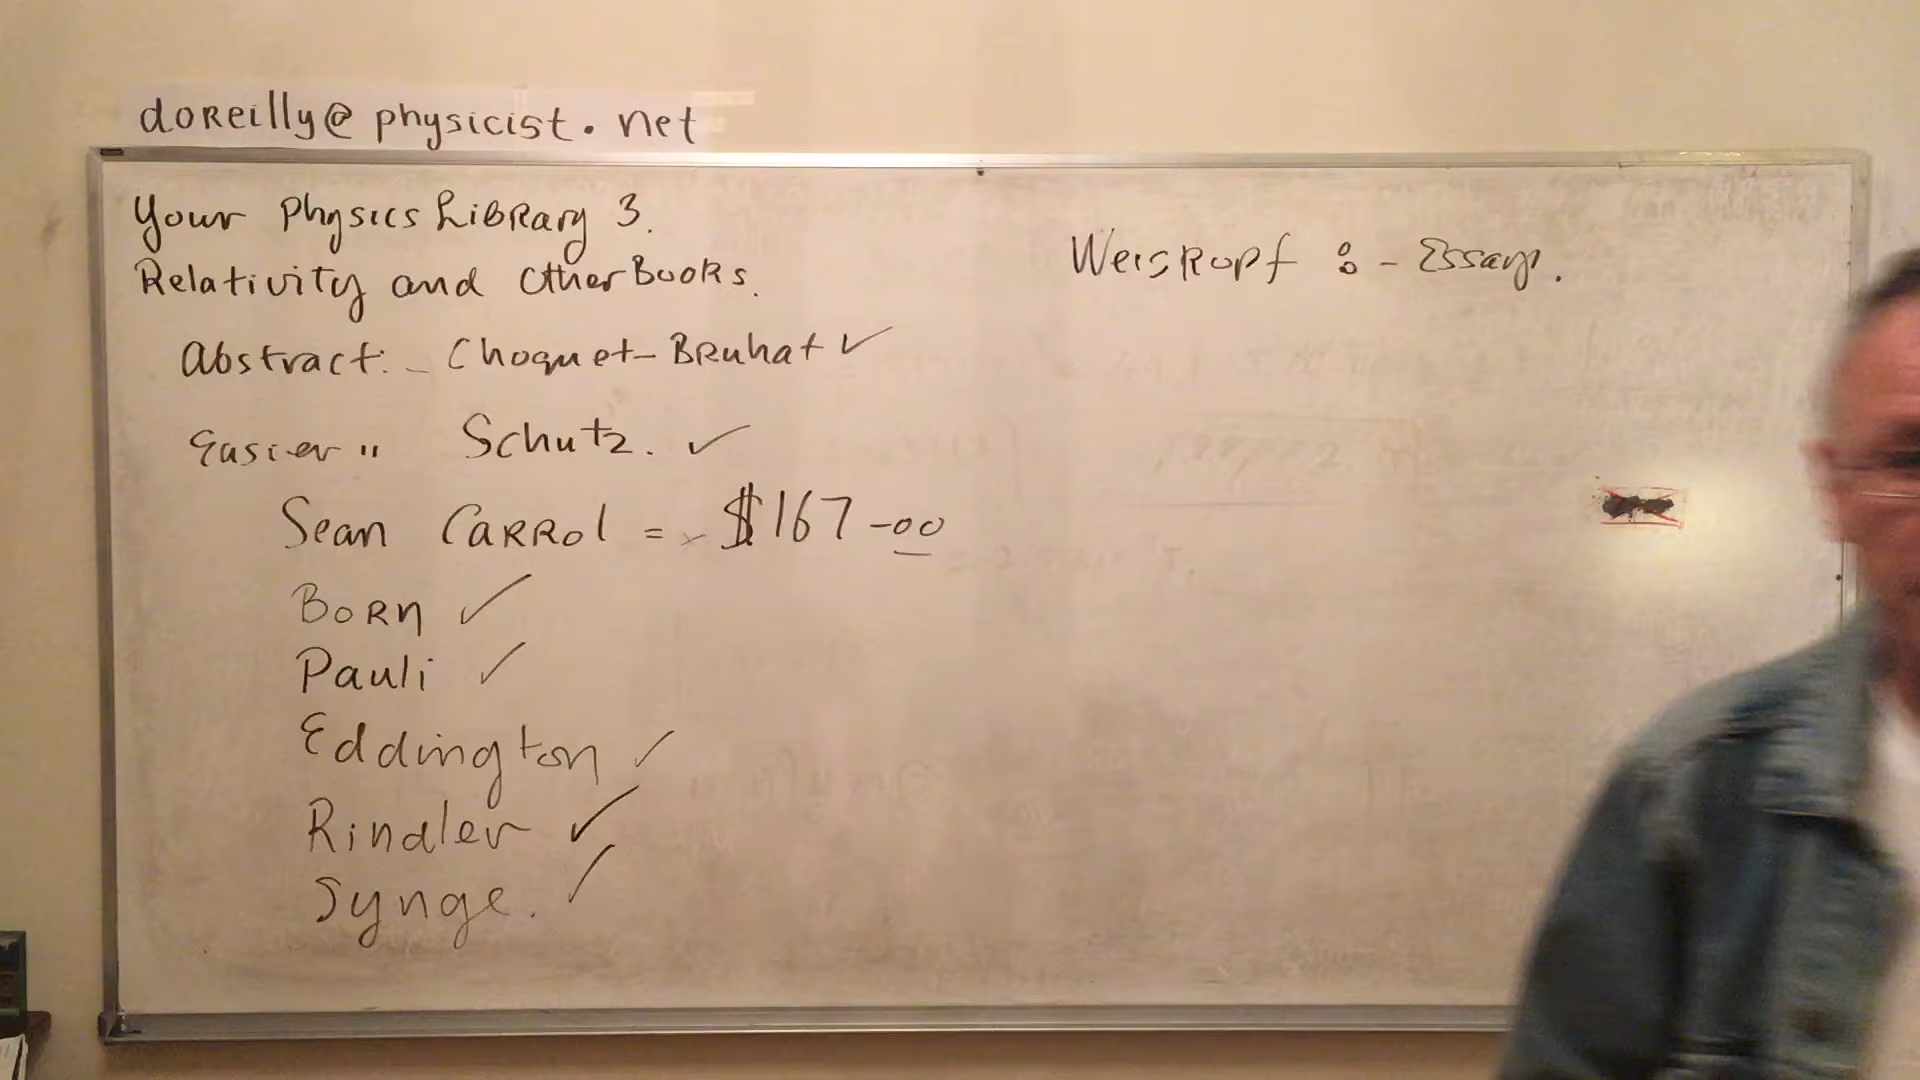 doreilly@physicist.net
Your Physics Library 3.
Relativity and Other Books.
Abstract: - Choquet-Bruhat ✓
Easier " Schutz. ✓
Sean Carrol = $167-00
Born ✓
Pauli ✓
Eddington ✓
Rindler ✓
Synge. ✓
Weiskopf :- Essays.